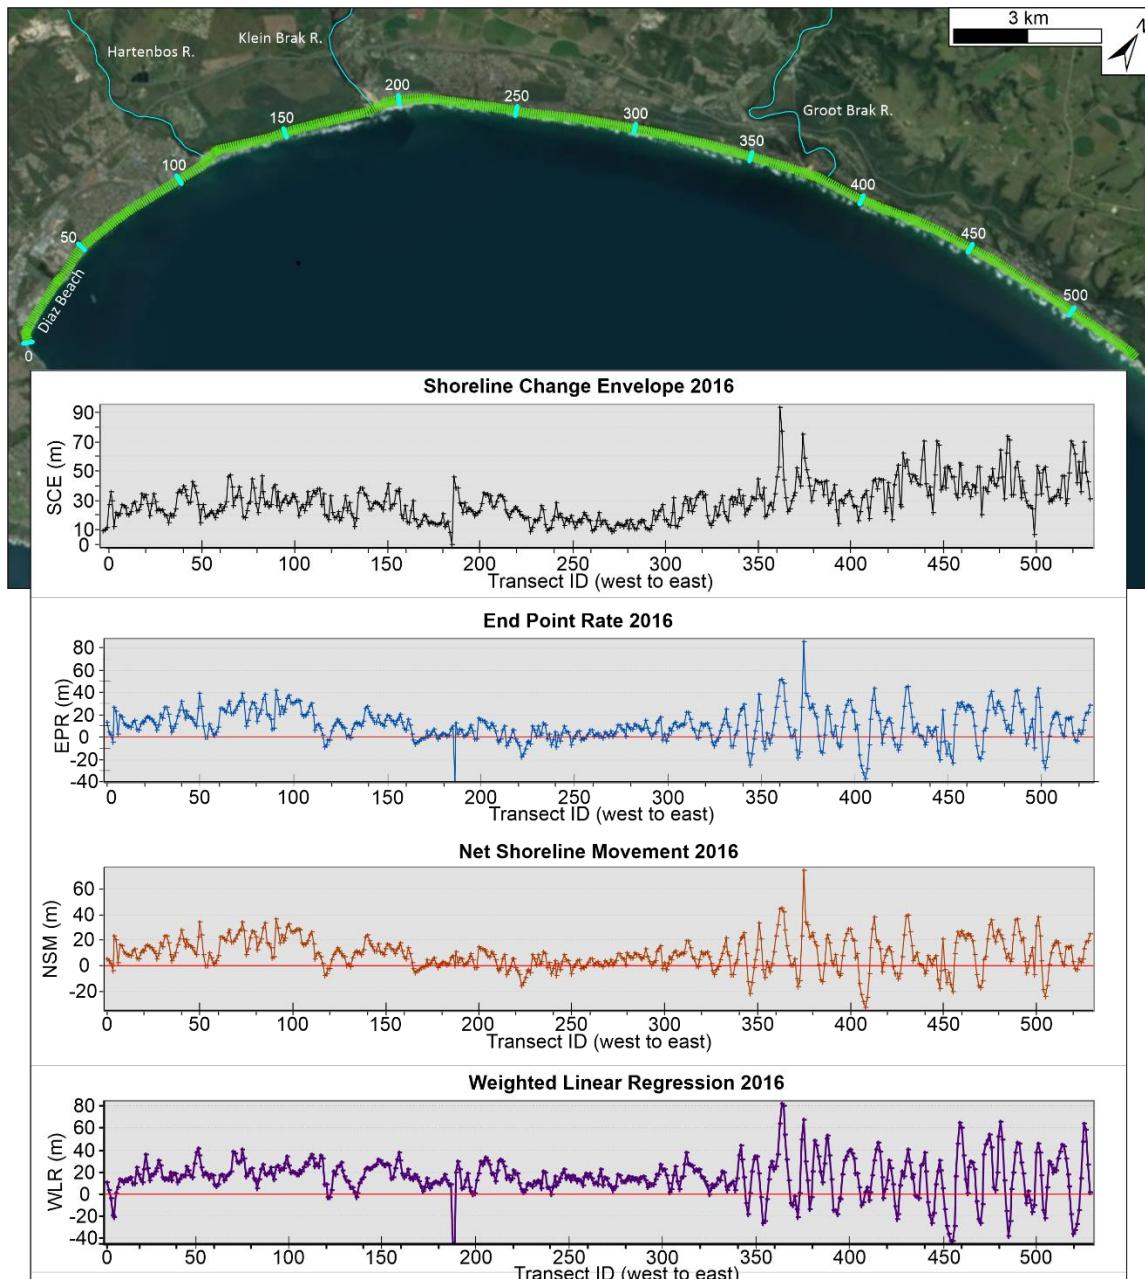 3 km
N
Hartenbos R.
Klein Brak R.
Groot Brak R.
200
250
150
300
350
100
400
50
450
Diaz Beach
500
0
Shoreline Change Envelope 2016
SCE (m)
90
70
50
30
10
0
0 50 100 150 200 250 300 350 400 450 500
Transect ID (west to east)
End Point Rate 2016
EPR (m)
80
60
40
20
0
-20
-40
0 50 100 150 200 250 300 360 400 450 500
Transect ID (west to east)
Net Shoreline Movement 2016
NSM (m)
60
40
20
0
-20
0 50 100 150 200 250 300 350 400 450 500
Transect ID (west to east)
Weighted Linear Regression 2016
WLR (m)
80
60
40
20
0
-20
-40
0 50 100 150 200 250 300 350 400 450 500
Transect ID (west to east)